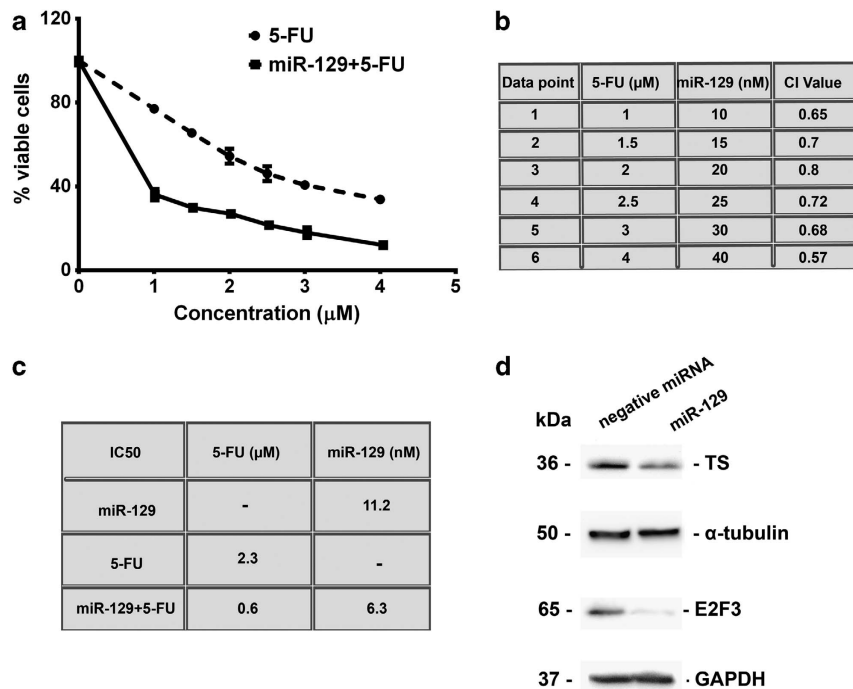 a
120
80
40
0
% viable cells
5-FU
miR-129+5-FU
0 1 2 3 4 5
Concentration (μM)
b
Data point 5-FU (μM) miR-129 (nM) CI Value
1 1 10 0.65
2 1.5 15 0.7
3 2 20 0.8
4 2.5 25 0.72
5 3 30 0.68
6 4 40 0.57
c
IC50 5-FU (μM) miR-129 (nM)
miR-129 - 11.2
5-FU 2.3 -
miR-129+5-FU 0.6 6.3
d
negative miRNA
miR-129
kDa
36 - - TS
50 - - α-tubulin
65 - - E2F3
37 - - GAPDH